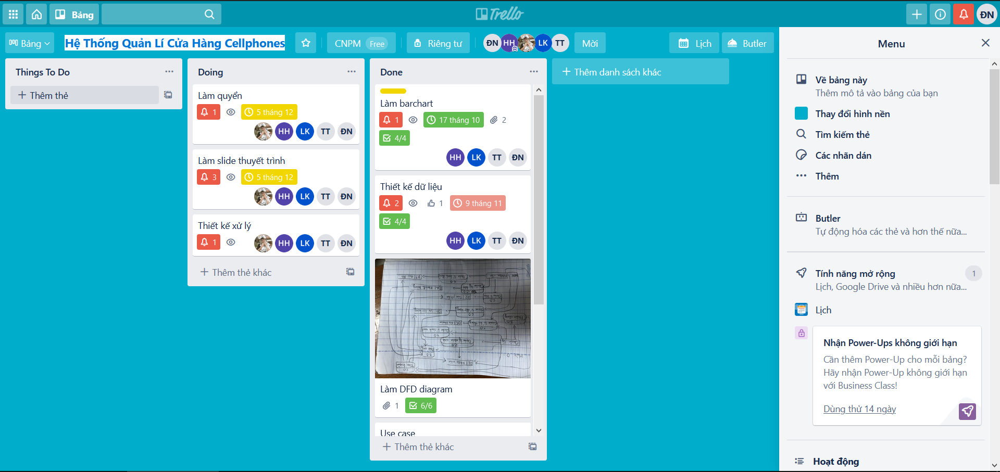 Bảng
Trello
ĐN
Bảng
Hệ Thống Quản Lí Cửa Hàng Cellphones
CNPM Free
Riêng tư
ĐN HH LK TT
Mời
Lịch
Butler
Things To Do
Thêm thẻ
Doing
Làm quyển
1 5 tháng 12
HH LK TT ĐN
Làm slide thuyết trình
3 5 tháng 12
HH LK TT ĐN
Thiết kế xử lý
1 HH LK TT ĐN
Thêm thẻ khác
Done
Làm barchart
1 17 tháng 10 2
4/4
HH LK TT ĐN
Thiết kế dữ liệu
2 1 9 tháng 11
4/4
HH LK TT ĐN
Làm DFD diagram
1 6/6
Use case
Thêm thẻ khác
Thêm danh sách khác
Menu
Về bảng này
Thêm mô tả vào bảng của bạn
Thay đổi hình nền
Tìm kiếm thẻ
Các nhãn dán
Thêm
Butler
Tự động hóa các thẻ và hơn thế nữa...
Tính năng mở rộng 1
Lịch, Google Drive và nhiều hơn nữa...
Lịch
Nhận Power-Ups không giới hạn
Cần thêm Power-Up cho mỗi bảng?
Hãy nhận Power-Up không giới hạn
với Business Class!
Dùng thử 14 ngày
Hoạt động